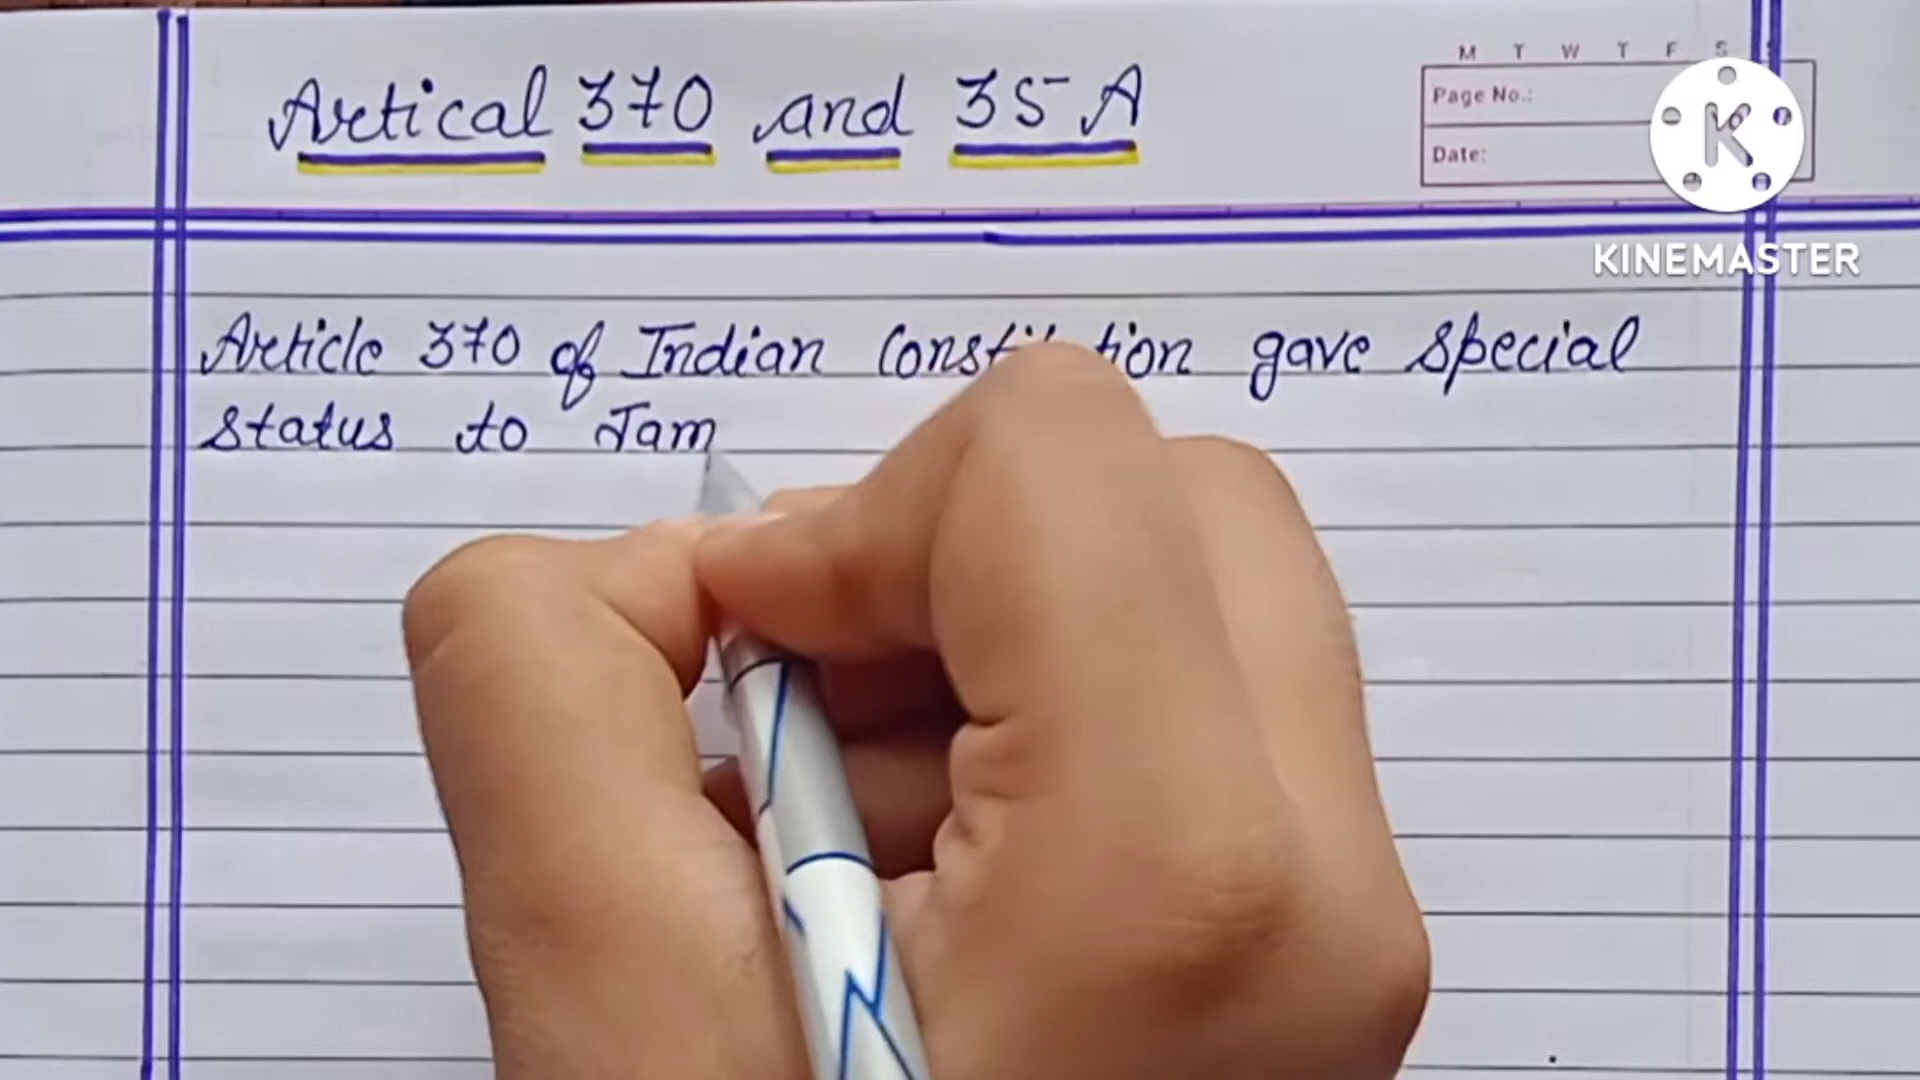 Artical 370 and 35-A
M T W T F S S
Page No.:
Date:
K
KINEMASTER
Article 370 of Indian gave special
status to Jam